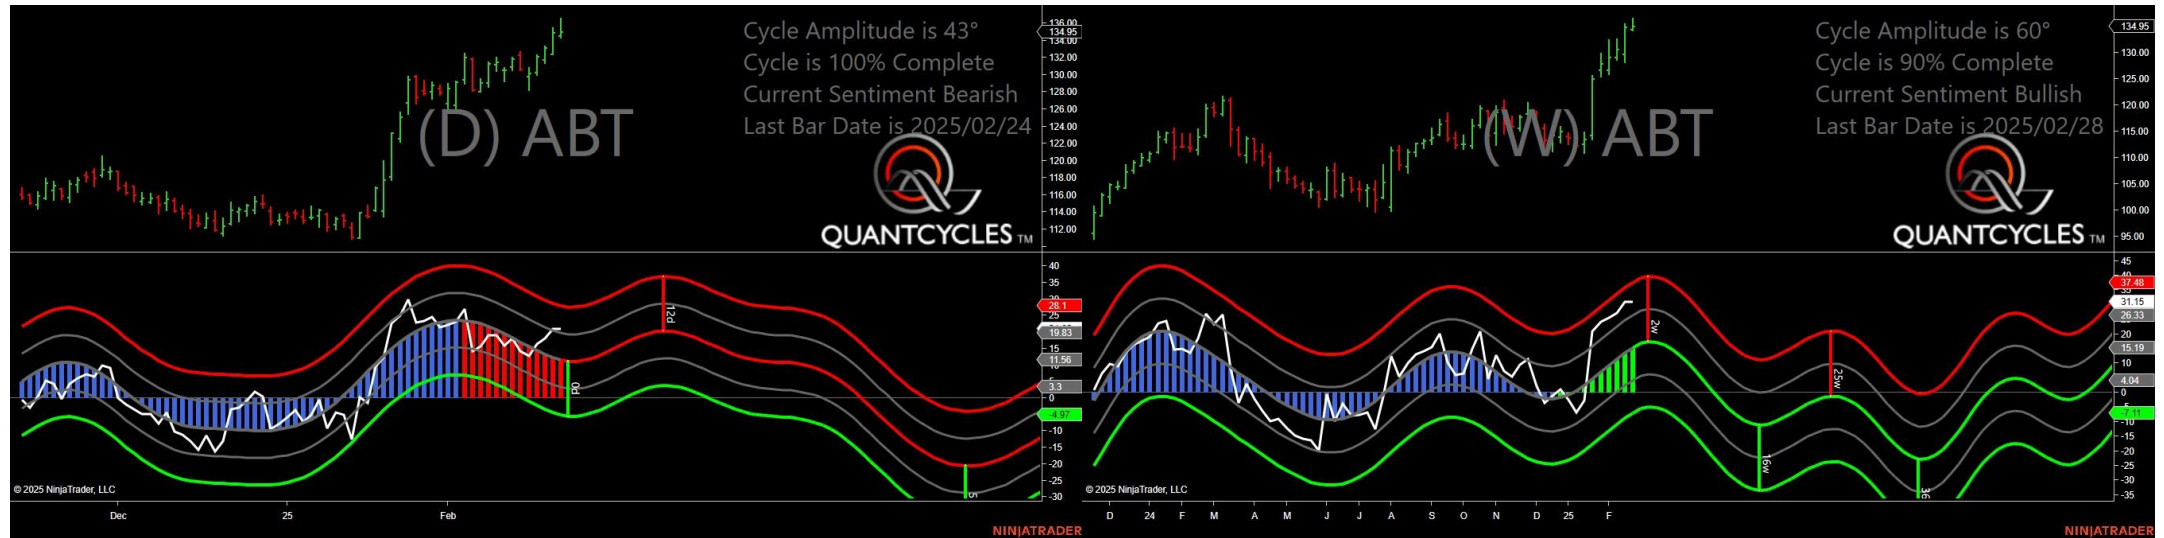 Cycle Amplitude is 43°
Cycle is 100% Complete
Current Sentiment Bearish
Last Bar Date is 2025/02/24
(D) ABT
QUANTCYCLES TM
136.00
134.95
134.00
132.00
130.00
128.00
126.00
124.00
122.00
120.00
118.00
116.00
114.00
112.00
40
35
28.1
19.83
15
11.56
5
3.3
0
-4.97
-10
-15
-20
-25
-30
12d
0d
5
© 2025 NinjaTrader, LLC
Dec
25
Feb
NINJATRADER
Cycle Amplitude is 60°
Cycle is 90% Complete
Current Sentiment Bullish
Last Bar Date is 2025/02/28
(W) ABT
QUANTCYCLES TM
134.95
130.00
125.00
120.00
115.00
110.00
105.00
100.00
95.00
45
40
37.48
35
31.15
26.33
20
15.19
10
4.04
0
-7.11
-10
-15
-20
-25
-30
-35
2w
25w
16w
36
© 2025 NinjaTrader, LLC
D
24
F
M
A
M
J
J
A
S
O
N
D
25
F
NINJATRADER